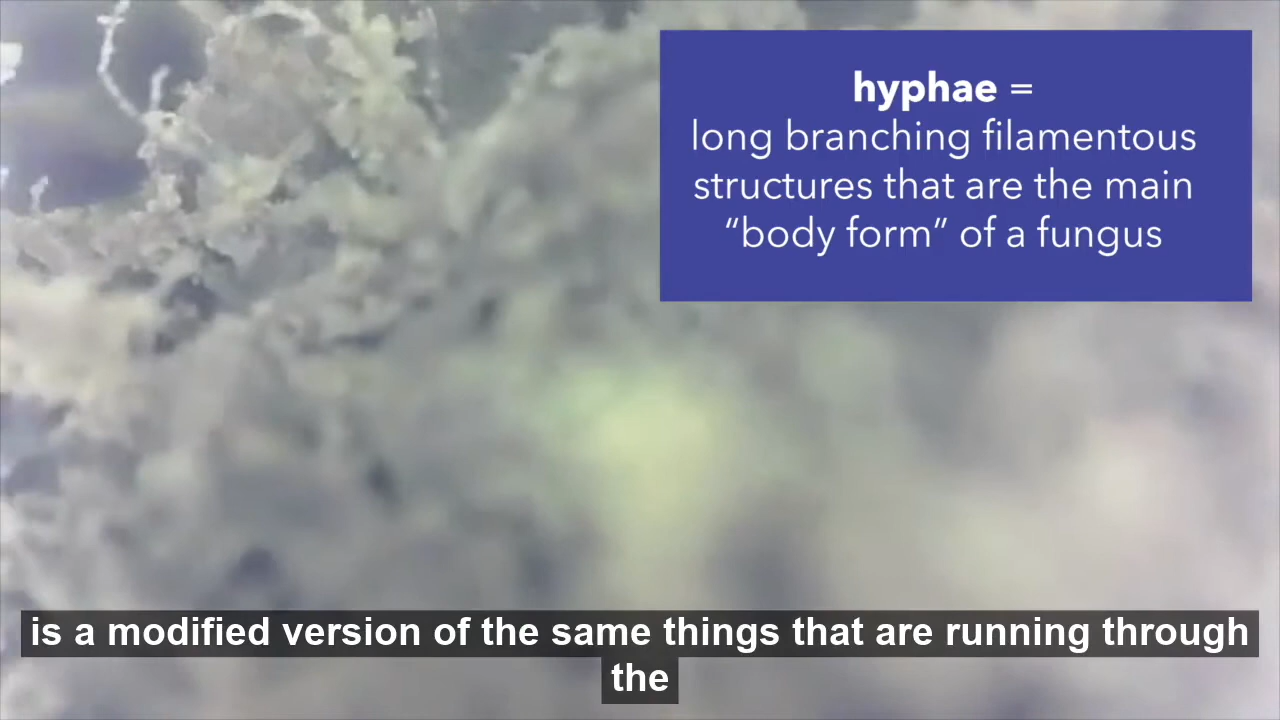 hyphae =
long branching filamentous
structures that are the main
“body form” of a fungus
is a modified version of the same things that are running through
the